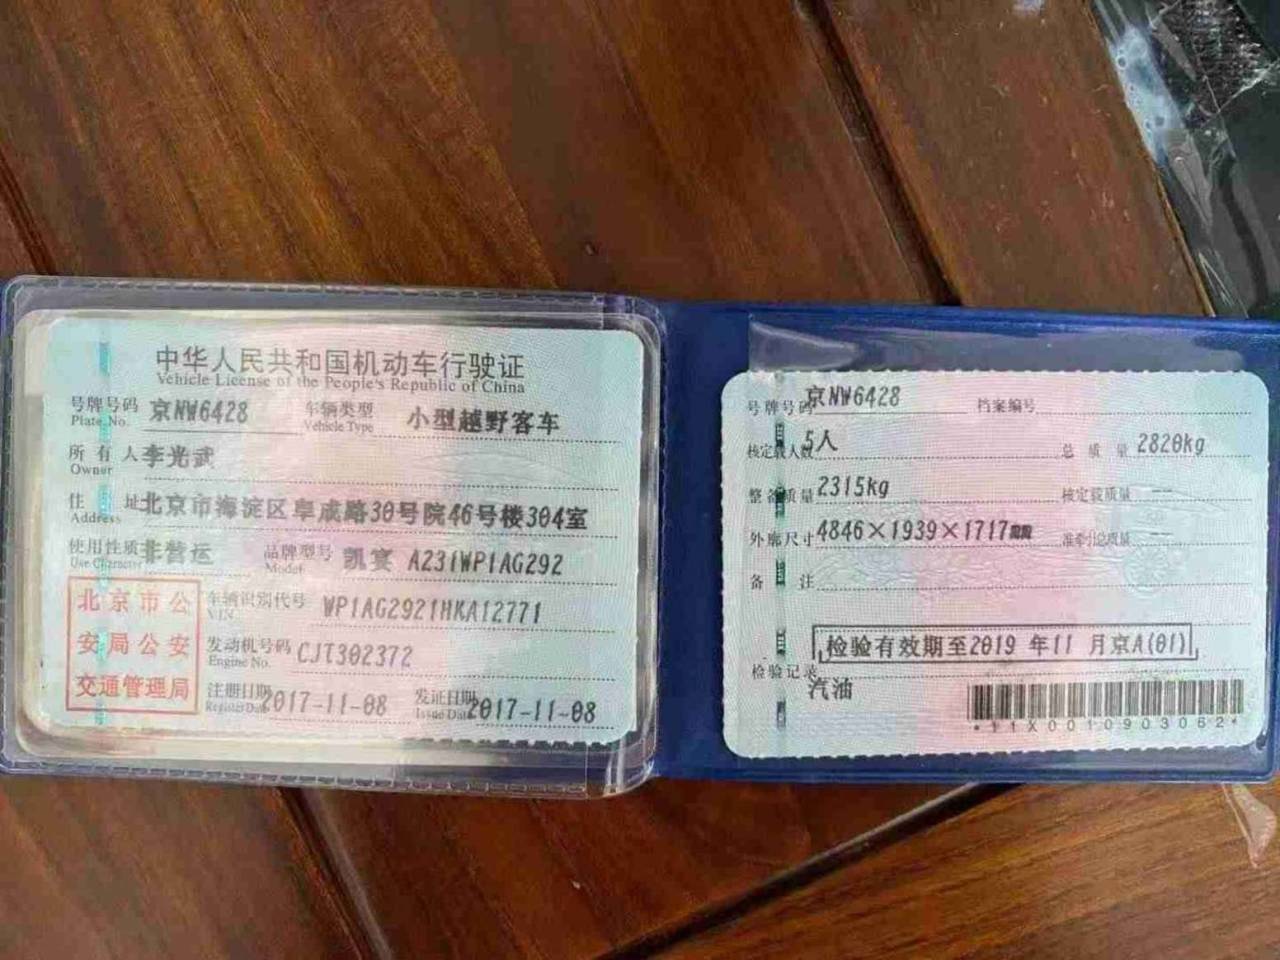 中华人民共和国机动车行驶证
Vehicle License of the People's Republic of China
号牌号码 京NW6428 车辆类型 小型越野客车
Plate No. Vehicle Type
所有人 李光武
Owner
住址 北京市海淀区阜成路30号院46号楼304室
Address
使用性质 非营运 品牌型号 凯宴 A231WP1AG292
Use Character Model
北京市公
安局公安
交通管理局
车辆识别代号 WP1AG2921HKA12771
VIN
发动机号码 CJT302372
Engine No.
注册日期 2017-11-08 发证日期 2017-11-08
Register Date Issue Date
号牌号码 京NW6428 档案编号
核定载人数 5人 总质量 2820kg
整备质量 2315kg 核定载质量 --
外廓尺寸 4846×1939×1717 准牵引总质量 --
备注
检验有效期至2019年11月京A(01)
检验记录
汽油
*11X0010903062*